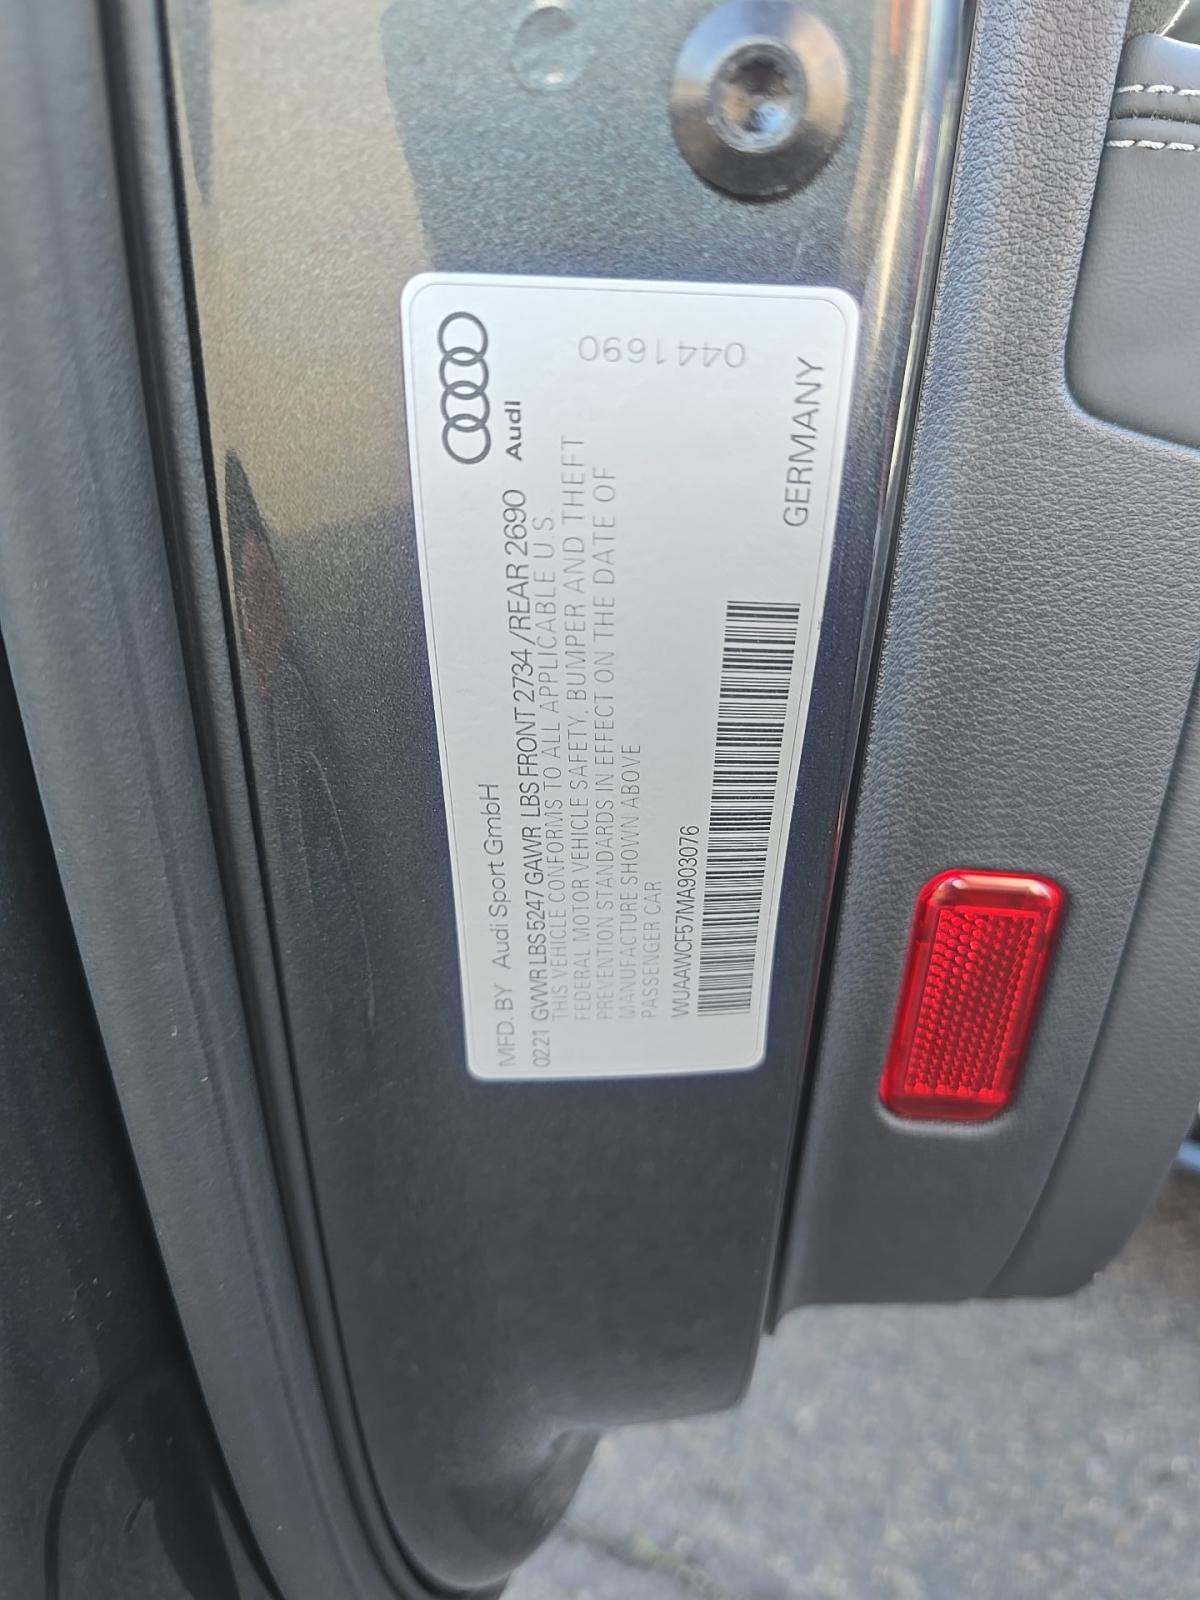 MFD. BY Audi Sport GmbH
0221 GVWR LBS 5247 GAWR LBS FRONT 2734/REAR 2690
THIS VEHICLE CONFORMS TO ALL APPLICABLE U S
FEDERAL MOTOR VEHICLE SAFETY, BUMPER AND THEFT
PREVENTION STANDARDS IN EFFECT ON THE DATE OF
MANUFACTURE SHOWN ABOVE
PASSENGER CAR
WUAAWCF57MA903076
Audi
0441690
GERMANY